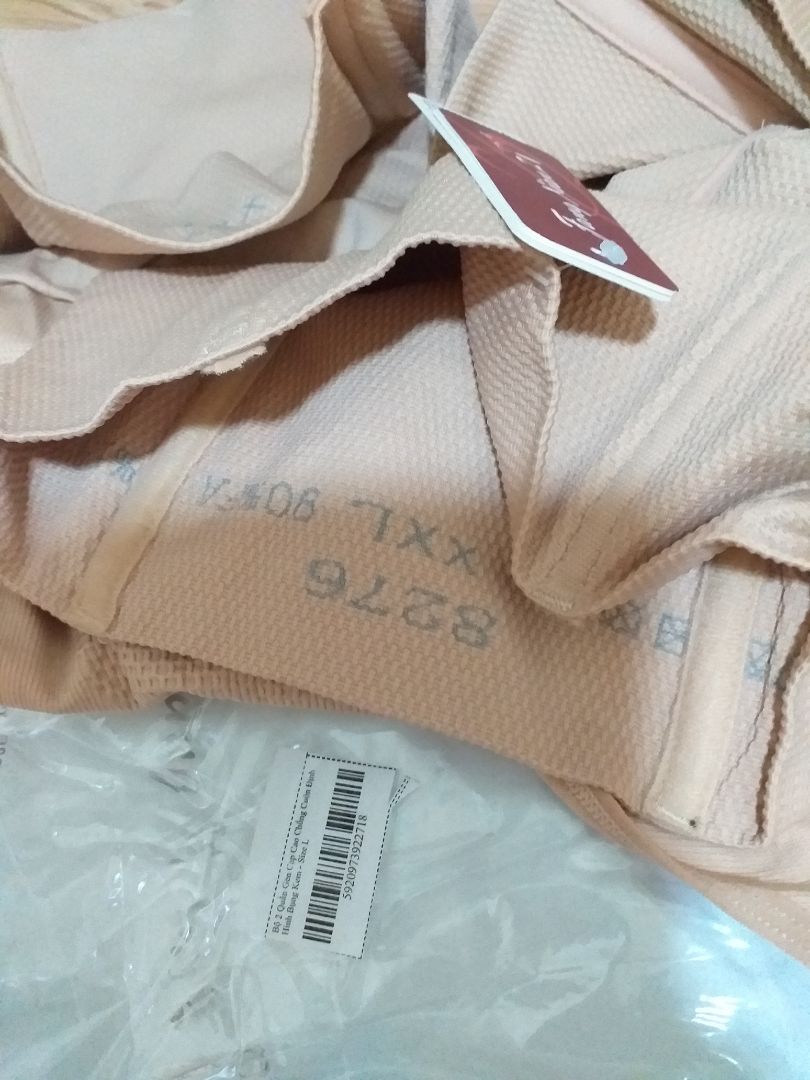 8276
XXL 90#A
Bộ 2 Quần Gen Cạp Cao Chống Cuộn Định
Hình Bụng Kem - Size L
5920973922718